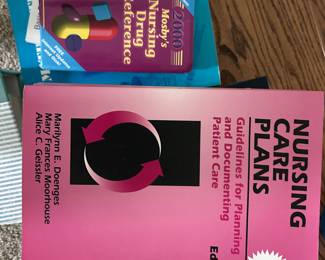 2000
Mosby's
Nursing
Drug
Reference
NURSING
CARE
PLANS
Guidelines for Planning
and Documenting
Patient Care
Ed
Marilynn E. Doenges
Mary Frances Moorhouse
Alice C. Geissler